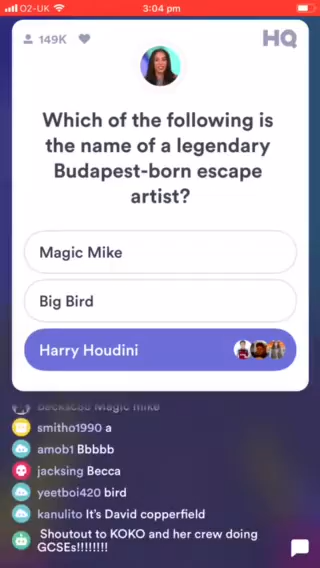 O2-UK
3:04 pm
149K
HQ
Which of the following is
the name of a legendary
Budapest-born escape
artist?
Magic Mike
Big Bird
Harry Houdini
Magic mike
smitho1990 a
amob1 Bbbbb
jacksing Becca
yeetboi420 bird
kanulito It's David copperfield
Shoutout to KOKO and her crew doing
GCSEs!!!!!!!!